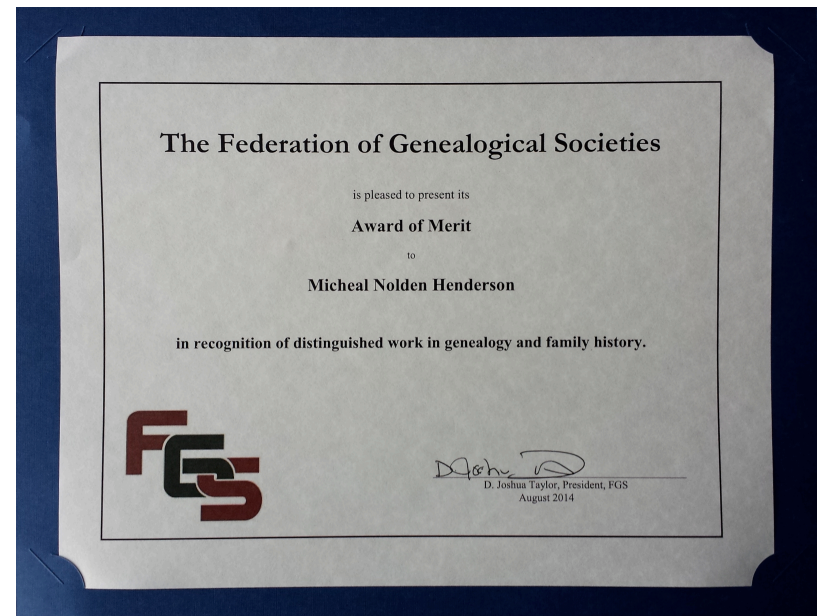 The Federation of Genealogical Societies
is pleased to present its
Award of Merit
to
Micheal Nolden Henderson
in recognition of distinguished work in genealogy and family history.
FGS
D Joshu T
D. Joshua Taylor, President, FGS
August 2014